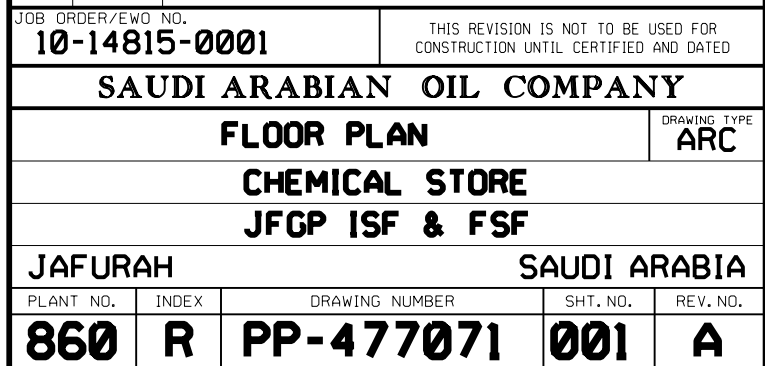 JOB ORDER/EWO NO.
10-14815-0001
THIS REVISION IS NOT TO BE USED FOR
CONSTRUCTION UNTIL CERTIFIED AND DATED
SAUDI ARABIAN OIL COMPANY
FLOOR PLAN
DRAWING TYPE
ARC
CHEMICAL STORE
JFGP ISF & FSF
JAFURAH SAUDI ARABIA
PLANT NO. INDEX DRAWING NUMBER SHT. NO. REV. NO.
860 R PP-477071 001 A